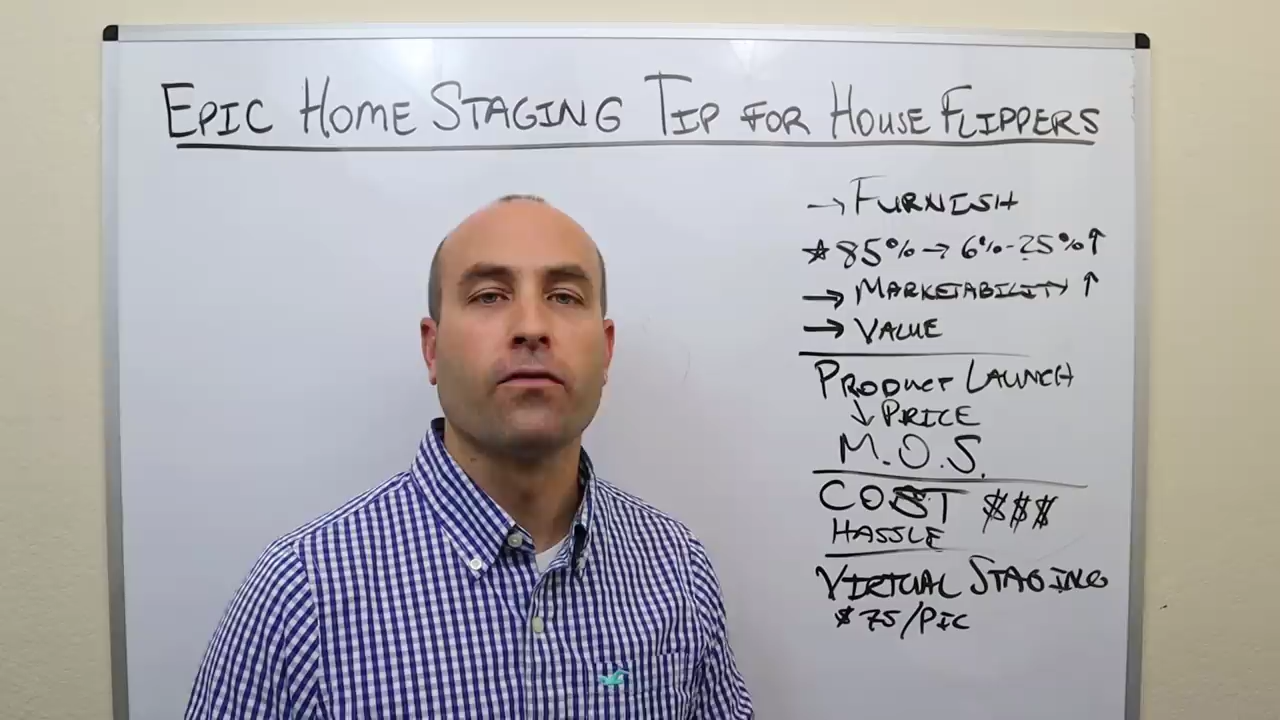 EPIC HOME STAGING TIP FOR HOUSE FLIPPERS
→ FURNISH
☆ 85% → 6%-25% ↑
→ MARKETABILITY ↑
→ VALUE
PRODUCT LAUNCH
↓ PRICE
M.O.S.
COST $$$
HASSLE
VIRTUAL STAGING
$75/PIC